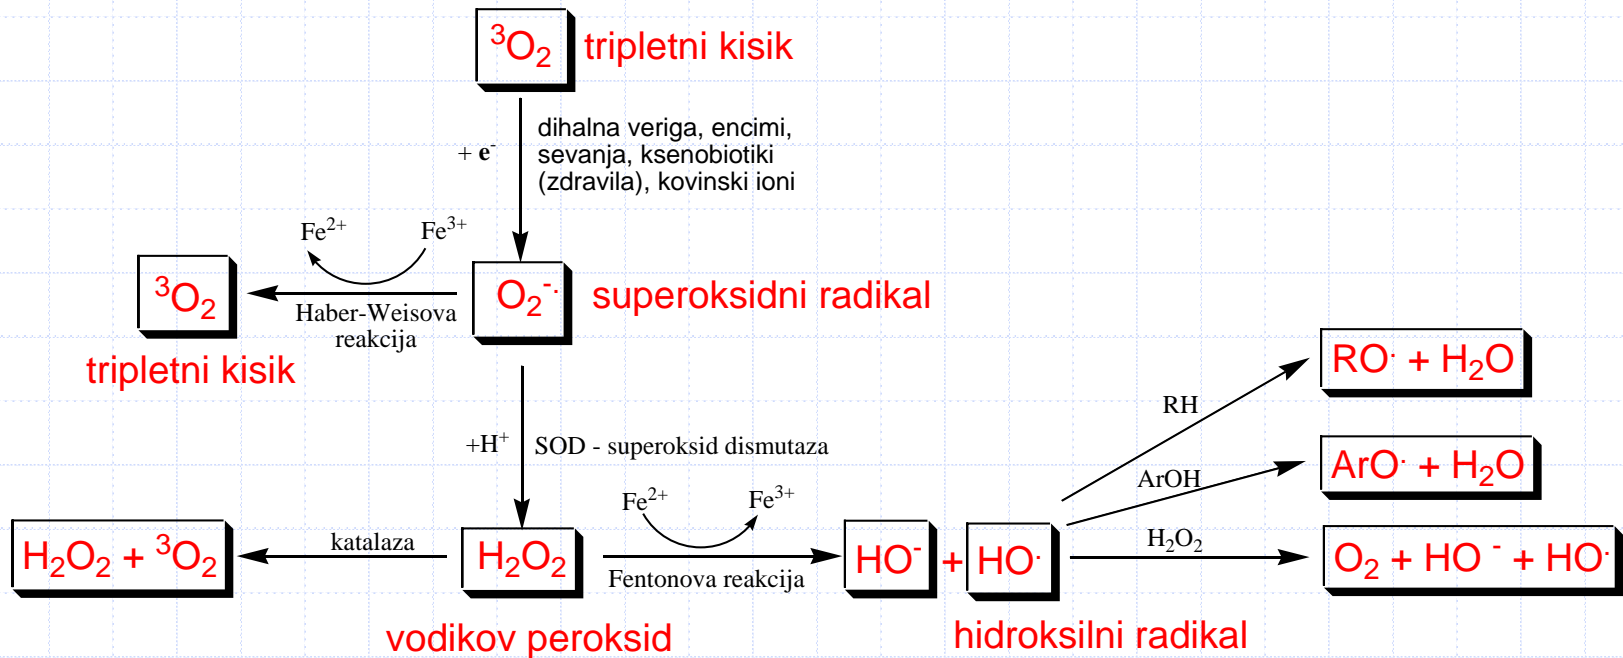 ³O₂ tripletni kisik
+ e⁻
dihalna veriga, encimi,
sevanja, ksenobiotiki
(zdravila), kovinski ioni
Fe²⁺ Fe³⁺
³O₂
Haber-Weisova
reakcija
O₂⁻· superoksidni radikal
tripletni kisik
+H⁺ SOD - superoksid dismutaza
RH
RO· + H₂O
ArOH
ArO· + H₂O
Fe²⁺ Fe³⁺
H₂O₂ + ³O₂
katalaza
H₂O₂
Fentonova reakcija
HO⁻ + HO·
H₂O₂
O₂ + HO ⁻ + HO·
vodikov peroksid
hidroksilni radikal